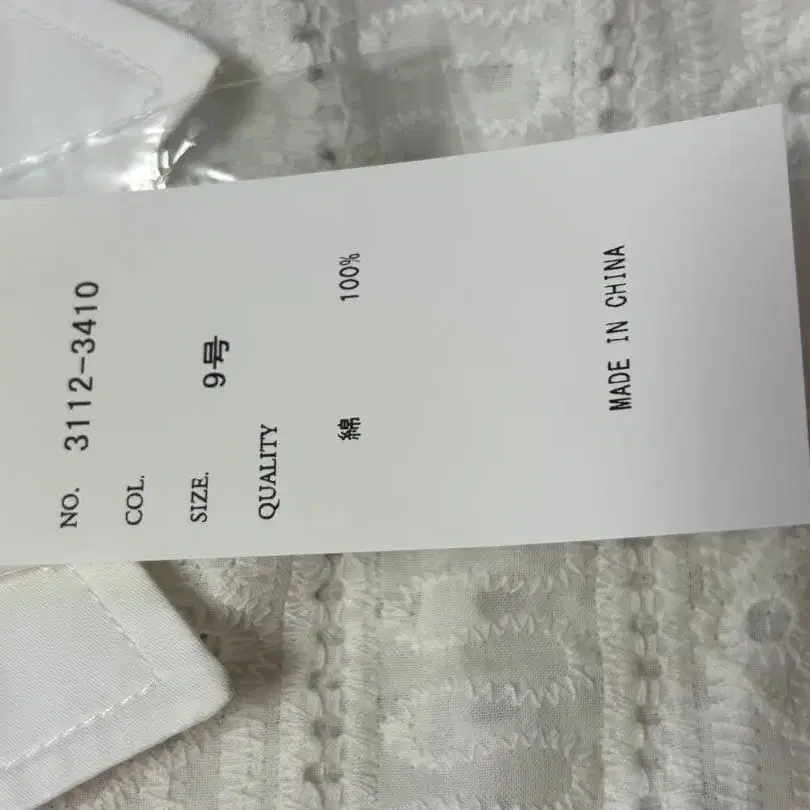 NO. 3112-3410
COL.
SIZE. 9号
QUALITY
綿 100%
MADE IN CHINA